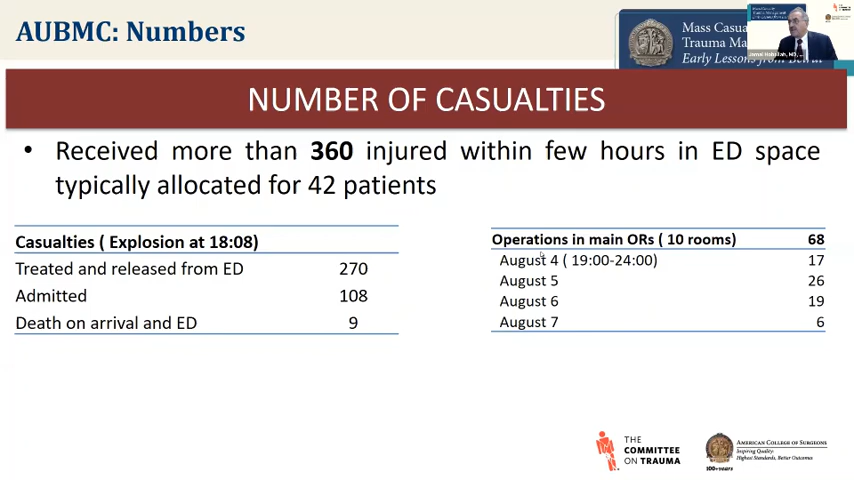 AUBMC: Numbers
Mass Casua
Trauma Ma
Early Lessons from Beirut
NUMBER OF CASUALTIES
• Received more than 360 injured within few hours in ED space
typically allocated for 42 patients
Casualties ( Explosion at 18:08)
Treated and released from ED 270
Admitted 108
Death on arrival and ED 9
Operations in main ORs ( 10 rooms) 68
August 4 ( 19:00-24:00) 17
August 5 26
August 6 19
August 7 6
THE
COMMITTEE
ON TRAUMA
AMERICAN COLLEGE OF SURGEONS
Inspiring Quality:
Highest Standards, Better Outcomes
100+years